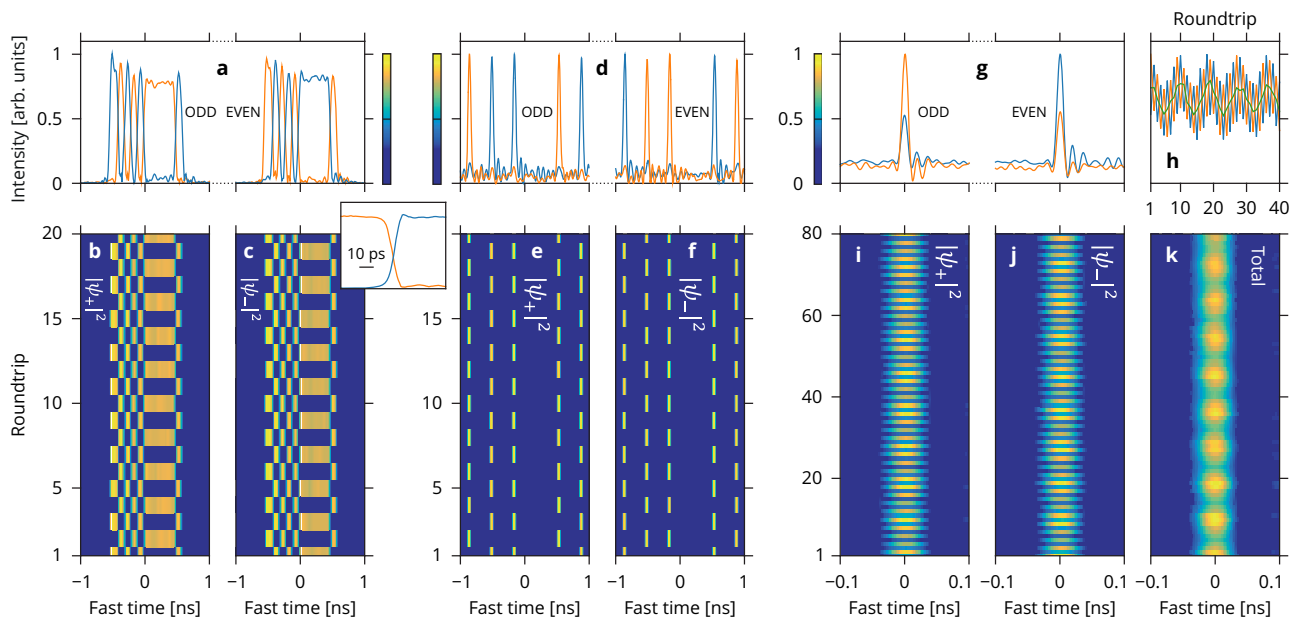 Roundtrip
Intensity [arb. units]
1
0.5
0
a
ODD
EVEN
d
ODD
EVEN
1
0.5
0
g
ODD
EVEN
h
1 10 20 30 40
10 ps
Roundtrip
20
15
10
5
1
b
|ψ+|²
c
|ψ−|²
e
|ψ+|²
f
|ψ−|²
80
60
40
20
1
i
|ψ+|²
j
|ψ−|²
k
Total
−1 0 1
−1 0 1
−1 0 1
−1 0 1
−0.1 0 0.1
−0.1 0 0.1
−0.1 0 0.1
Fast time [ns]
Fast time [ns]
Fast time [ns]
Fast time [ns]
Fast time [ns]
Fast time [ns]
Fast time [ns]